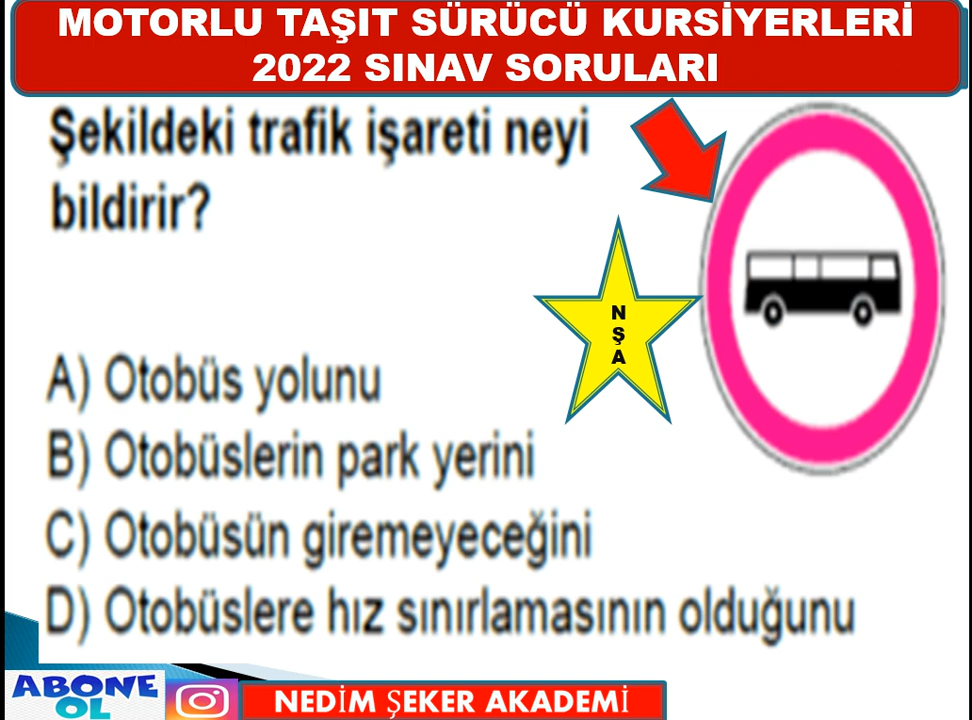 MOTORLU TAŞIT SÜRÜCÜ KURSİYERLERİ
2022 SINAV SORULARI
Şekildeki trafik işareti neyi
bildirir?
N
Ş
A
A) Otobüs yolunu
B) Otobüslerin park yerini
C) Otobüsün giremeyeceğini
D) Otobüslere hız sınırlamasının olduğunu
ABONE
OL
NEDİM ŞEKER AKADEMİ